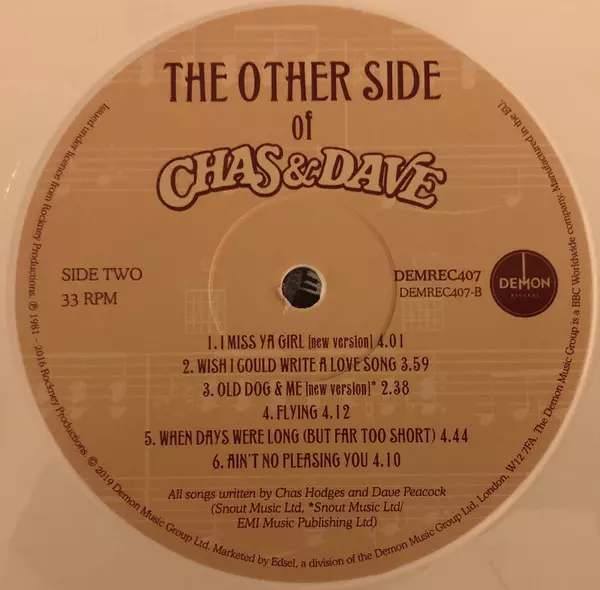 THE OTHER SIDE
of
CHAS & DAVE
SIDE TWO
33 RPM
DEMREC407
DEMREC407-B
DEMON
RECORDS
1. I MISS YA GIRL [new version] 4.01
2. WISH I COULD WRITE A LOVE SONG 3.59
3. OLD DOG & ME [new version]* 2.38
4. FLYING 4.12
5. WHEN DAYS WERE LONG (BUT FAR TOO SHORT) 4.44
6. AIN'T NO PLEASING YOU 4.10
All songs written by Chas Hodges and Dave Peacock
(Snout Music Ltd, *Snout Music Ltd/
EMI Music Publishing Ltd)
Issued under licence from Rockney Productions. ℗ 1981 – 2016 Rockney Productions. © 2019 Demon Music Group Ltd. Marketed by Edsel, a division of the Demon Music Group Ltd, London, W12 7FA. The Demon Music Group is a BBC Worldwide company. Manufactured in the EU.